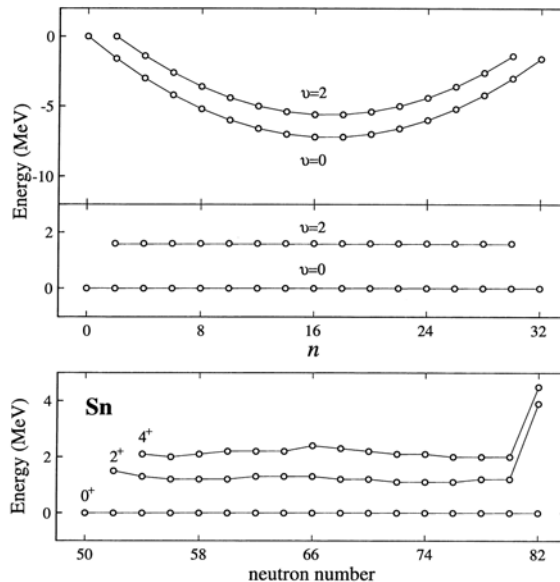 Energy (MeV)
0
-5
-10
υ=2
υ=0
2
0
υ=2
υ=0
0
8
16
24
32
n
Energy (MeV)
4
2
0
Sn
4+
2+
0+
50
58
66
74
82
neutron number